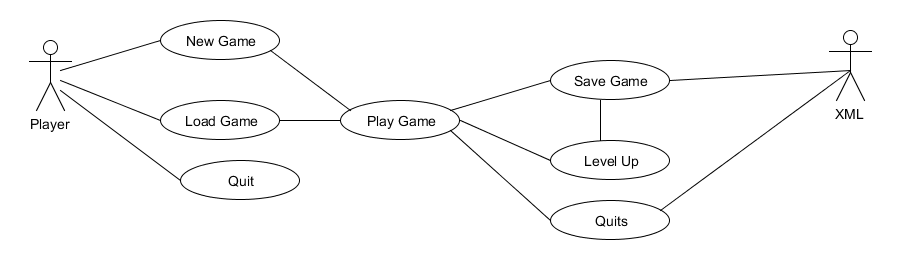 New Game
Save Game
Player
Load Game
Play Game
XML
Level Up
Quit
Quits